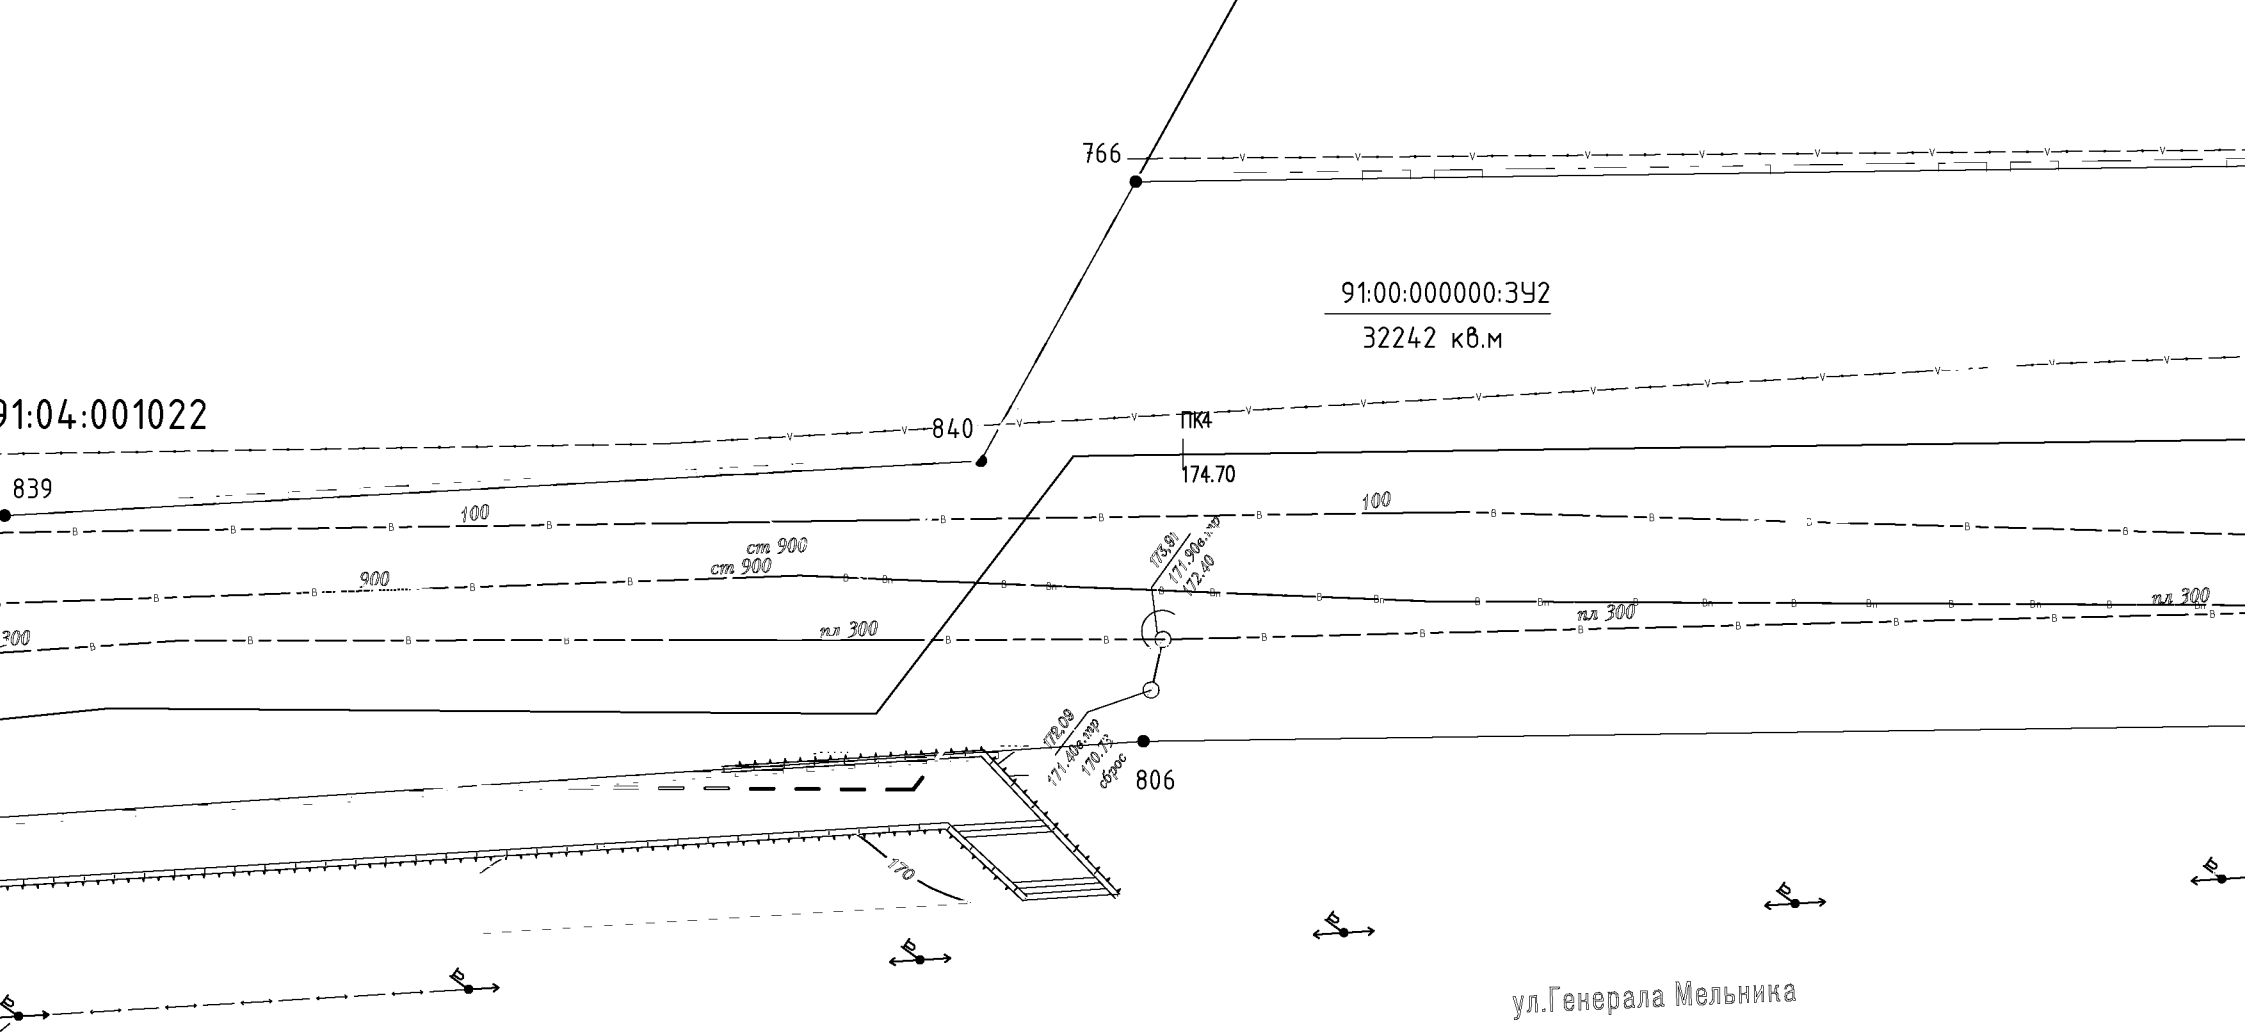 766
91:00:000000:ЗУ2
32242 кв.м
91:04:001022
840
ПК4
174.70
839
100
100
ст 900
ст 900
900
173,91
171.90в.тр
172.40
пл 300
пл 300
пл 300
300
172,09
171.40в.тр
170.73
сброс
806
170
ул.Генерала Мельника